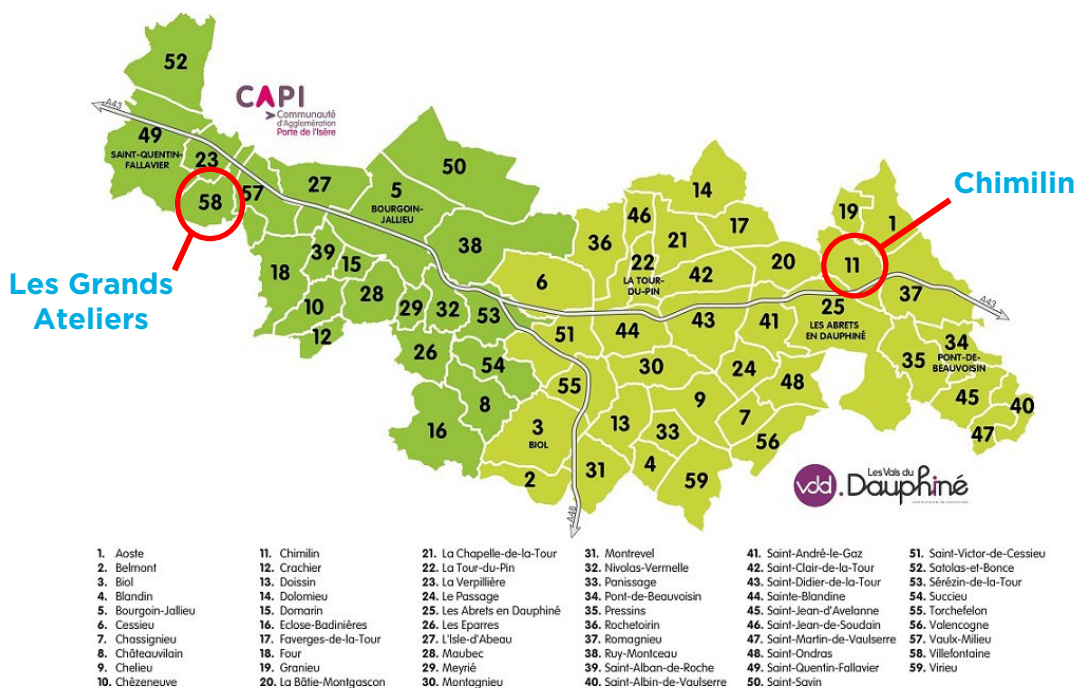 52
CAPI
Communauté
d'Agglomération
Porte de l'Isère
A43
49
SAINT-QUENTIN-
FALLAVIER
23
58
57
27
5
BOURGOIN-
JALLIEU
50
14
Chimilin
19
1
46
17
36
21
38
39
15
18
22
LA TOUR-
DU-PIN
42
20
11
6
Les Grands
Ateliers
28
10
29
32
53
12
51
44
43
41
25
LES ABRETS
EN DAUPHINÉ
37
A43
26
54
30
24
35
34
PONT-DE-
BEAUVOISIN
55
48
8
9
45
40
16
3
BIOL
13
33
7
56
47
2
31
4
59
A48
vdd. Les Vals du
Dauphiné
1. Aoste
2. Belmont
3. Biol
4. Blandin
5. Bourgoin-Jallieu
6. Cessieu
7. Chassignieu
8. Châteauvilain
9. Chelieu
10. Chèzeneuve
11. Chimilin
12. Crachier
13. Doissin
14. Dolomieu
15. Domarin
16. Eclose-Badinières
17. Faverges-de-la-Tour
18. Four
19. Granieu
20. La Bâtie-Montgascon
21. La Chapelle-de-la-Tour
22. La Tour-du-Pin
23. La Verpillière
24. Le Passage
25. Les Abrets en Dauphiné
26. Les Eparres
27. L'Isle-d'Abeau
28. Maubec
29. Meyrié
30. Montagnieu
31. Montrevel
32. Nivolas-Vermelle
33. Panissage
34. Pont-de-Beauvoisin
35. Pressins
36. Rochetoirin
37. Romagnieu
38. Ruy-Montceau
39. Saint-Alban-de-Roche
40. Saint-Albin-de-Vaulserre
41. Saint-André-le-Gaz
42. Saint-Clair-de-la-Tour
43. Saint-Didier-de-la-Tour
44. Sainte-Blandine
45. Saint-Jean-d'Avelanne
46. Saint-Jean-de-Soudain
47. Saint-Martin-de-Vaulserre
48. Saint-Ondras
49. Saint-Quentin-Fallavier
50. Saint-Savin
51. Saint-Victor-de-Cessieu
52. Satolas-et-Bonce
53. Sérézin-de-la-Tour
54. Succieu
55. Torchefelon
56. Valencogne
57. Vaulx-Milieu
58. Villefontaine
59. Virieu